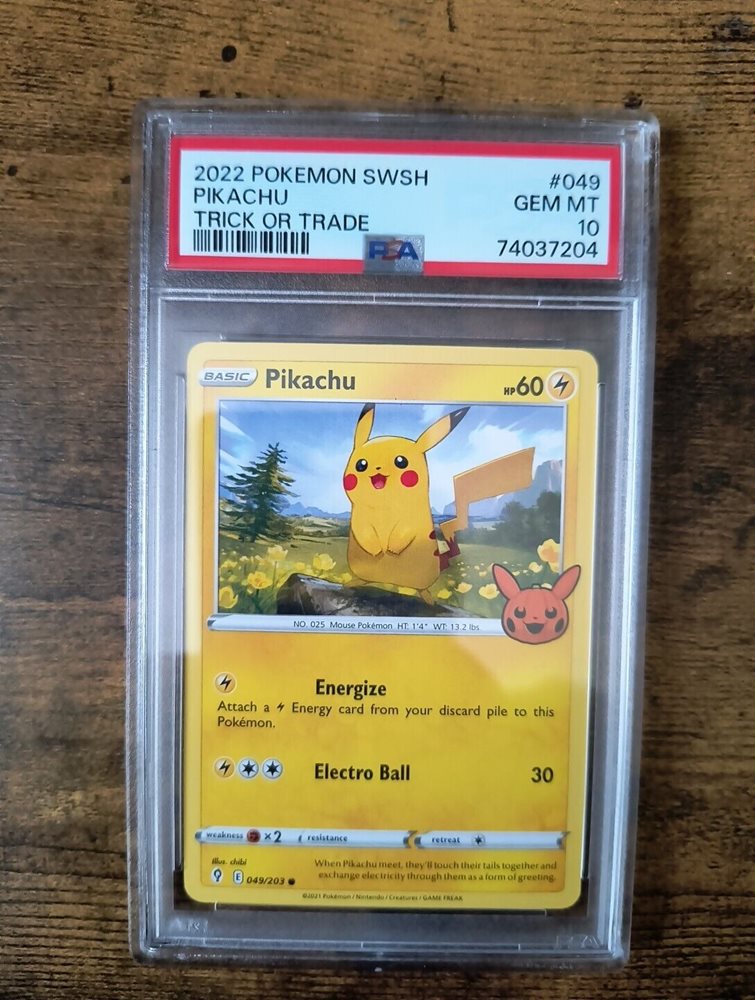 2022 POKEMON SWSH #049
PIKACHU GEM MT
TRICK OR TRADE 10
PSA 74037204
BASIC Pikachu HP 60
NO. 025 Mouse Pokémon HT: 1'4" WT: 13.2 lbs.
Energize
Attach a Energy card from your discard pile to this
Pokémon.
Electro Ball 30
weakness ×2 resistance retreat
Illus. chibi
When Pikachu meet, they'll touch their tails together and
exchange electricity through them as a form of greeting.
E 049/203
©2021 Pokémon / Nintendo / Creatures / GAME FREAK